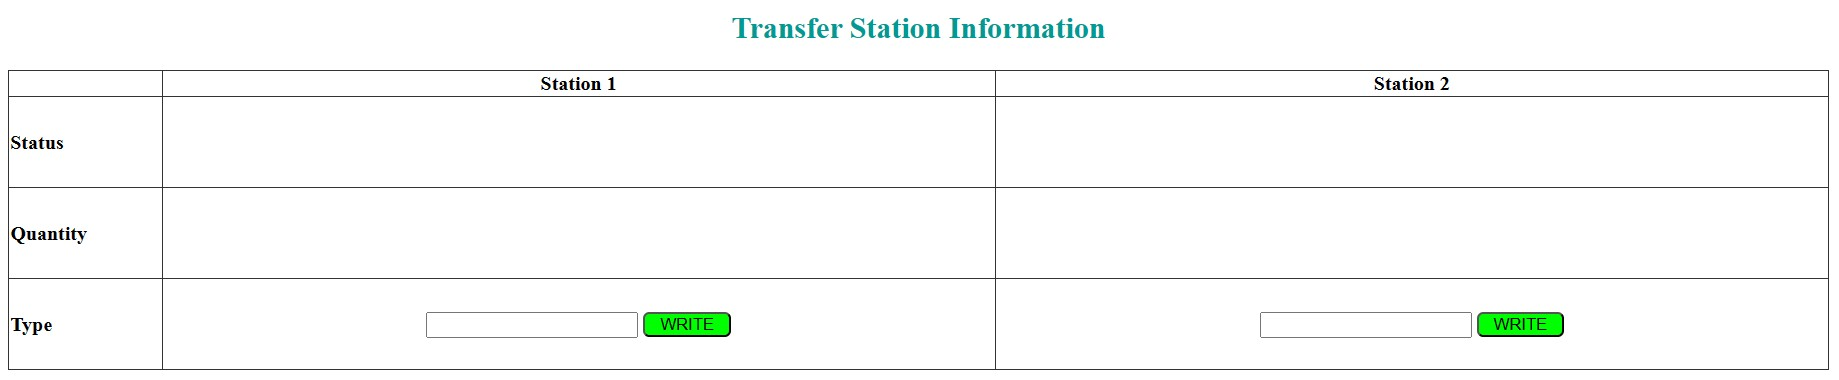 Transfer Station Information
Station 1 Station 2
Status
Quantity
Type WRITE WRITE